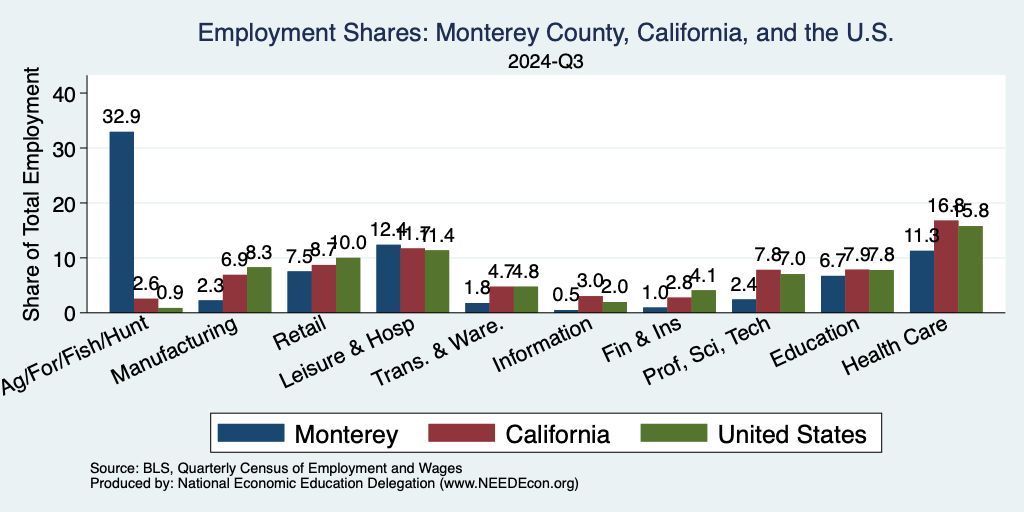 Employment Shares: Monterey County, California, and the U.S.
2024-Q3
Share of Total Employment
40
30
20
10
0
32.9 2.6 0.9
2.3 6.9 8.3
7.5 8.7 10.0
12.4 11.7 11.4
1.8 4.7 4.8
0.5 3.0 2.0
1.0 2.8 4.1
2.4 7.8 7.0
6.7 7.9 7.8
11.3 16.8 15.8
Ag/For/Fish/Hunt
Manufacturing
Retail
Leisure & Hosp
Trans. & Ware.
Information
Fin & Ins
Prof, Sci, Tech
Education
Health Care
Monterey California United States
Source: BLS, Quarterly Census of Employment and Wages
Produced by: National Economic Education Delegation (www.NEEDEcon.org)